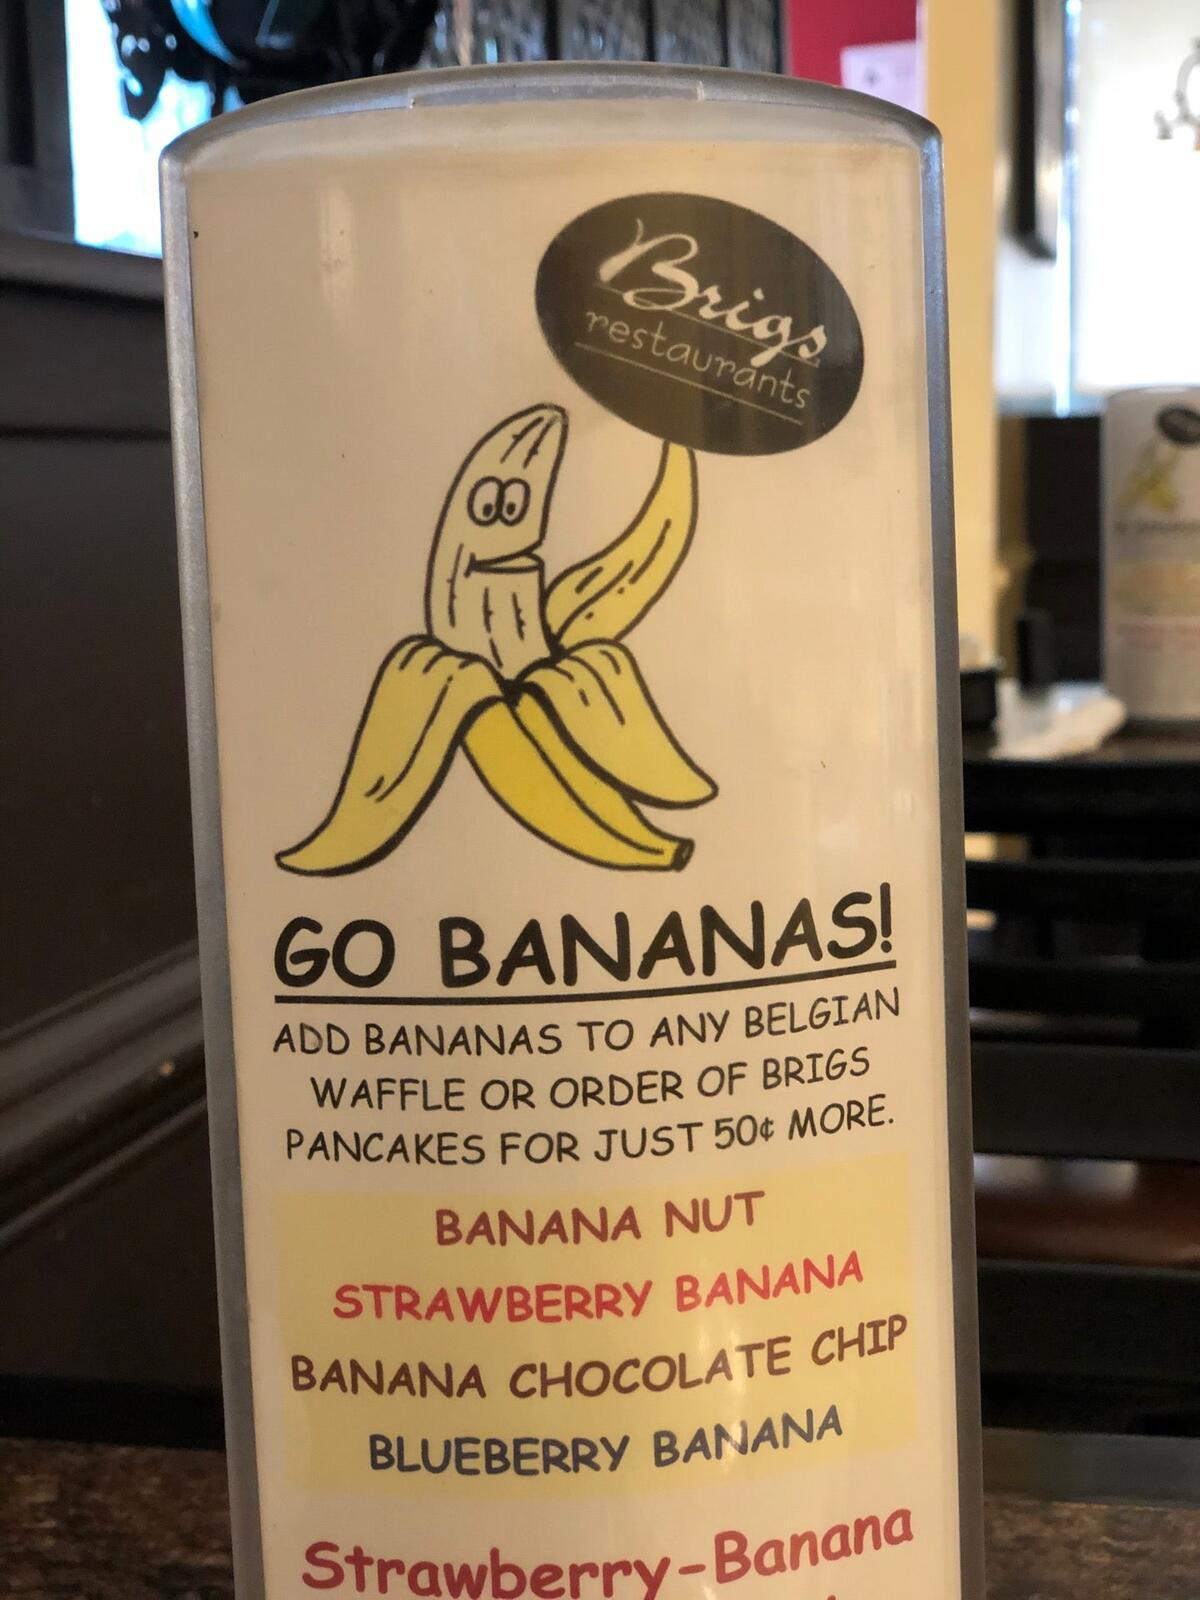 Brigs
restaurants
GO BANANAS!
ADD BANANAS TO ANY BELGIAN
WAFFLE OR ORDER OF BRIGS
PANCAKES FOR JUST 50¢ MORE.
BANANA NUT
STRAWBERRY BANANA
BANANA CHOCOLATE CHIP
BLUEBERRY BANANA
Strawberry-Banana